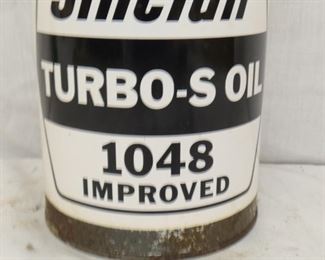 Sinclair
TURBO-S OIL
1048
IMPROVED